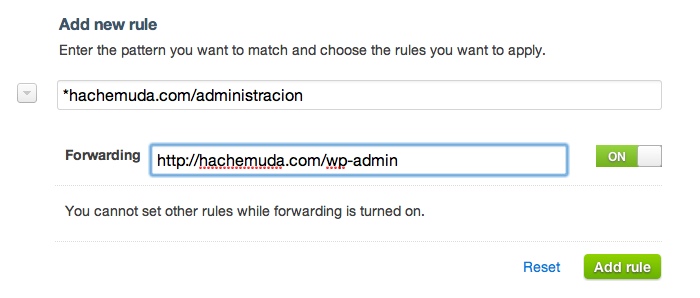 Add new rule
Enter the pattern you want to match and choose the rules you want to apply.
*hachemuda.com/administracion
Forwarding http://hachemuda.com/wp-admin ON
You cannot set other rules while forwarding is turned on.
Reset Add rule